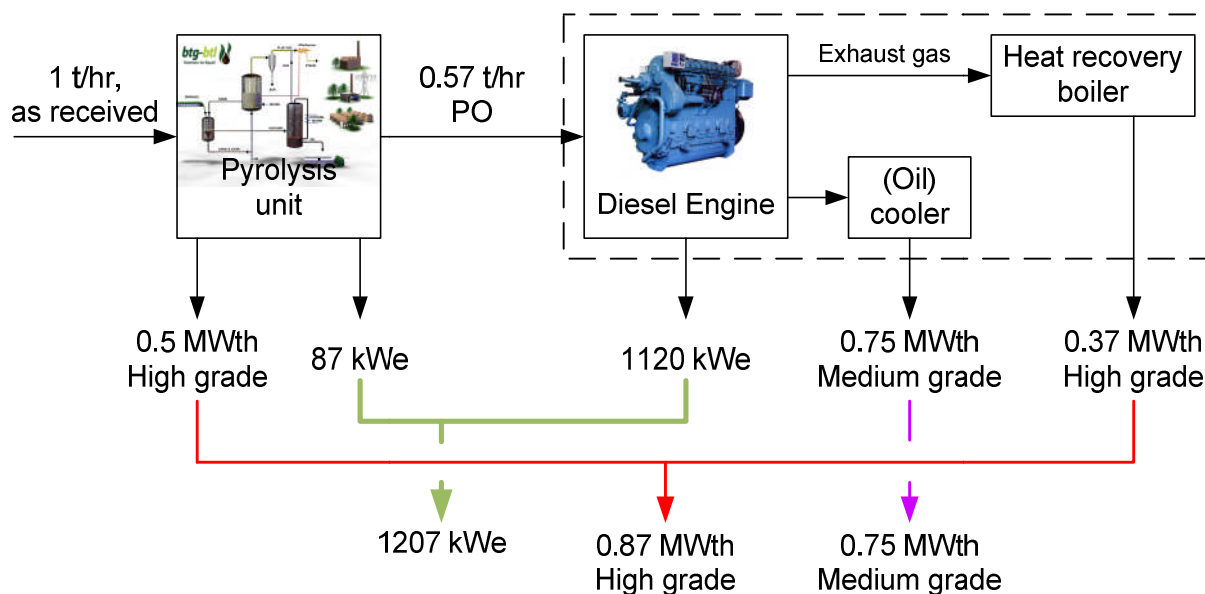 1 t/hr,
as received
btg-btl
Pyrolysis
unit
0.57 t/hr
PO
Diesel Engine
Exhaust gas
Heat recovery
boiler
(Oil)
cooler
0.5 MWth
High grade
87 kWe
1120 kWe
0.75 MWth
Medium grade
0.37 MWth
High grade
1207 kWe
0.87 MWth
High grade
0.75 MWth
Medium grade